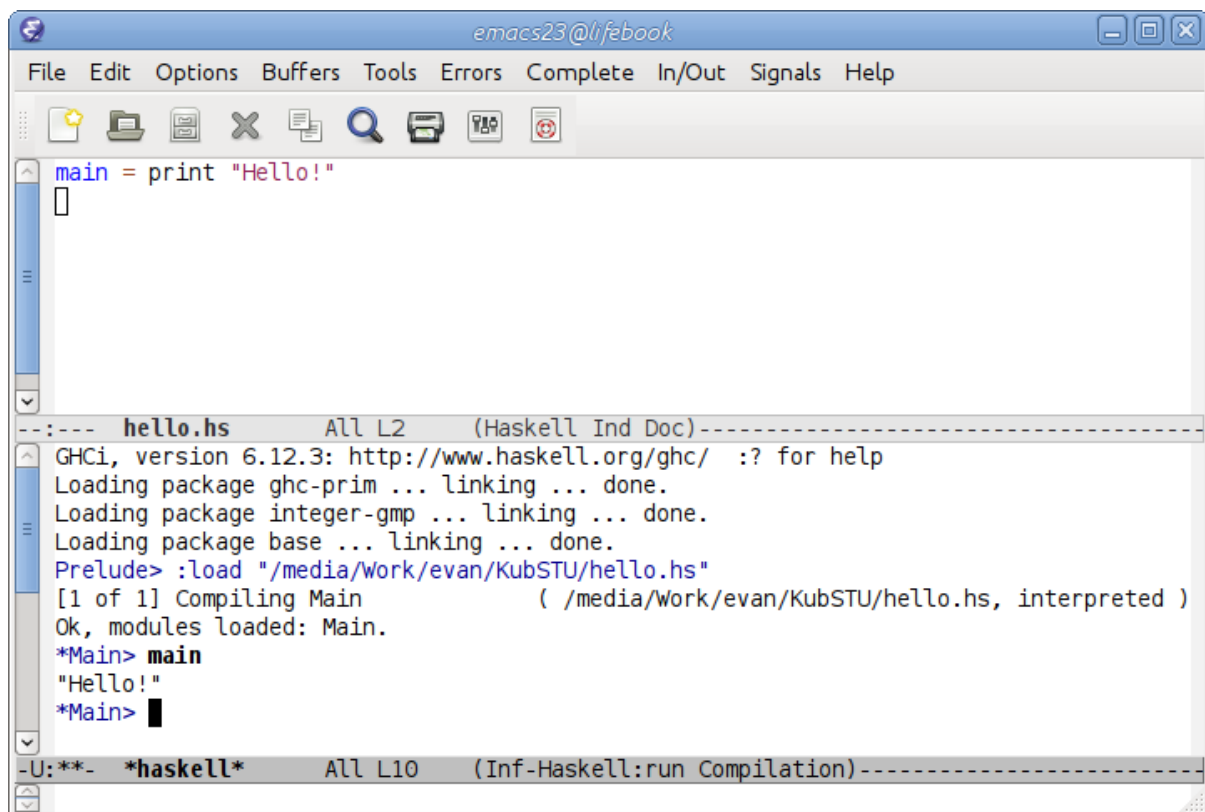 emacs23@lifebook
File Edit Options Buffers Tools Errors Complete In/Out Signals Help
main = print "Hello!"
--:---  hello.hs       All L2     (Haskell Ind Doc)--------------------------------------
GHCi, version 6.12.3: http://www.haskell.org/ghc/  :? for help
Loading package ghc-prim ... linking ... done.
Loading package integer-gmp ... linking ... done.
Loading package base ... linking ... done.
Prelude> :load "/media/Work/evan/KubSTU/hello.hs"
[1 of 1] Compiling Main             ( /media/Work/evan/KubSTU/hello.hs, interpreted )
Ok, modules loaded: Main.
*Main> main
"Hello!"
*Main>
-U:**-  *haskell*      All L10    (Inf-Haskell:run Compilation)--------------------------